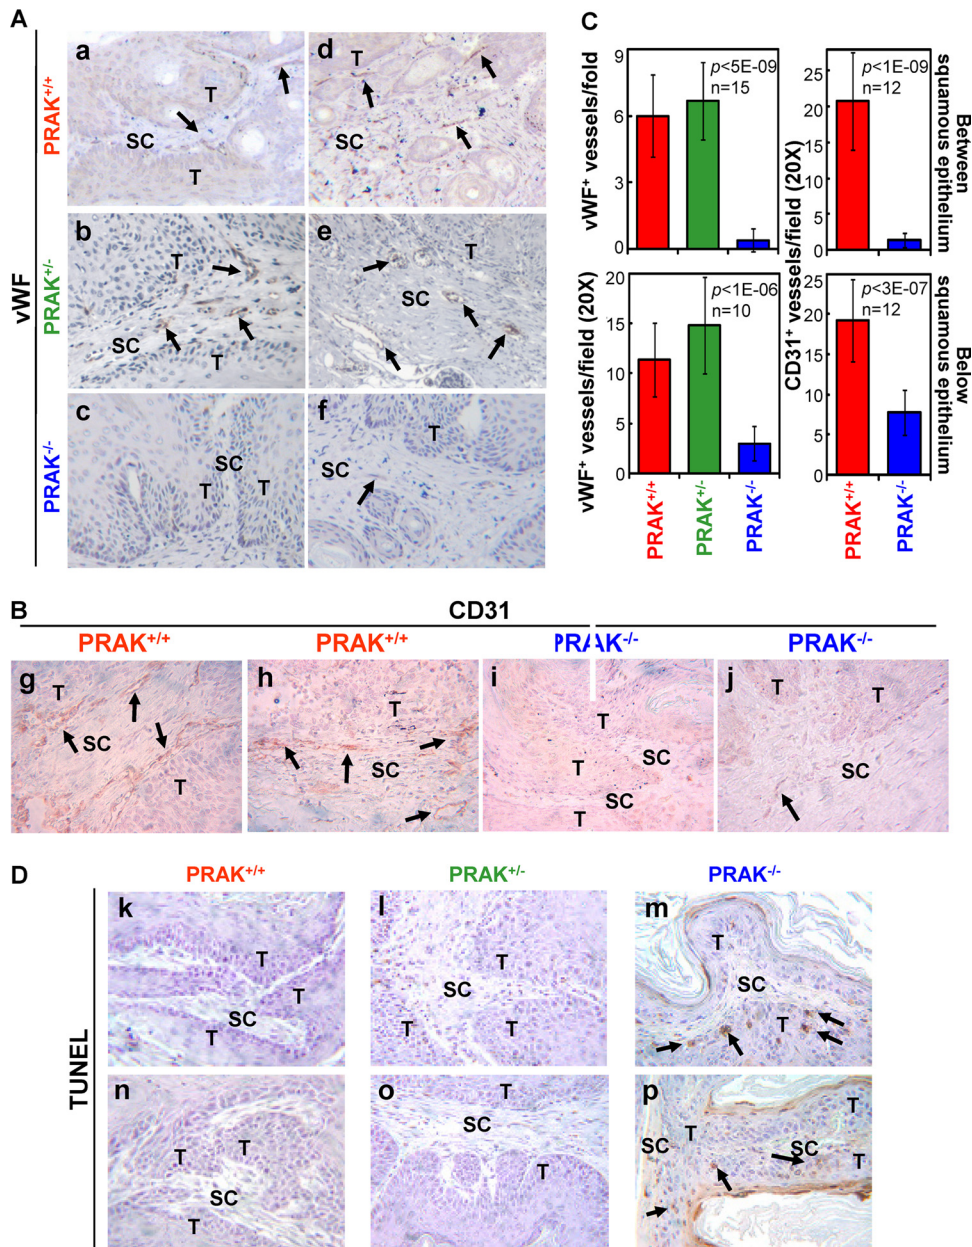 A
vWF
PRAK+/+
PRAK+/-
PRAK-/-
a
T
SC
T
d
T
SC
b
T
SC
T
e
T
SC
c
SC
T
T
f
T
SC
C
vWF+ vessels/fold
9
6
3
0
p<5E-09
n=15
CD31+ vessels/field (20X)
25
20
15
10
5
0
p<1E-09
n=12
Between
squamous epithelium
vWF+ vessels/field (20X)
20
15
10
5
0
p<1E-06
n=10
25
20
15
10
5
0
p<3E-07
n=12
Below
squamous epithelium
PRAK+/+
PRAK+/-
PRAK-/-
PRAK+/+
PRAK-/-
B
CD31
PRAK+/+
PRAK+/+
PRAK-/-
PRAK-/-
g
T
SC
T
h
T
SC
i
T
SC
T
SC
T
j
T
T
SC
D
PRAK+/+
PRAK+/-
PRAK-/-
TUNEL
k
T
T
SC
T
l
T
SC
T
T
m
T
SC
T
n
T
T
SC
T
o
T
SC
T
p
T
T
SC
SC
T
T